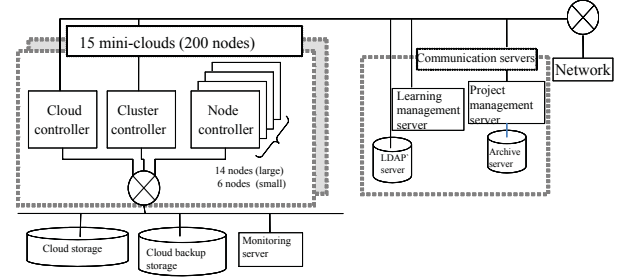 15 mini-clouds (200 nodes)
Communication servers
Network
Cloud
controller
Cluster
controller
Node
controller
Learning
management
server
Project
management
server
14 nodes (large)
6 nodes (small)
LDAP'
server
Archive
server
Cloud storage
Cloud backup
storage
Monitoring
server